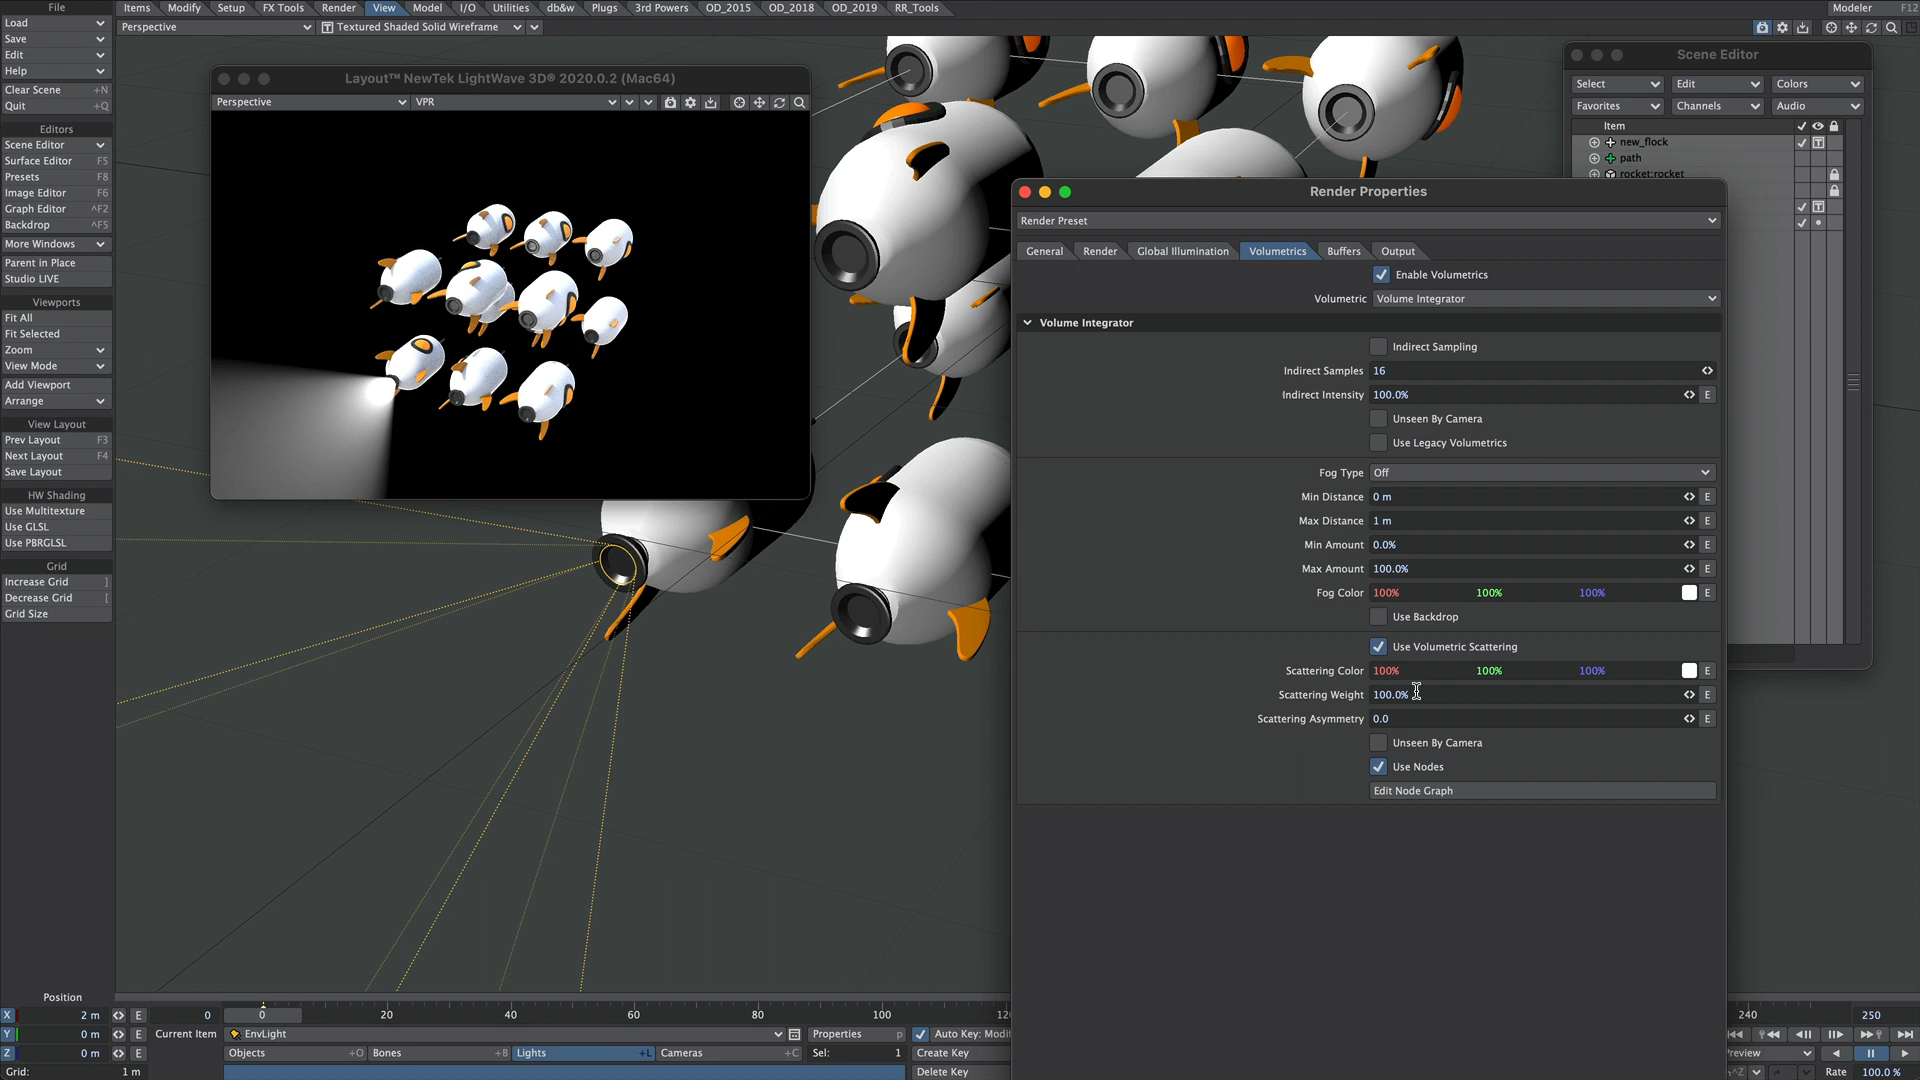 File
Items Modify Setup FX Tools Render View Model I/O Utilities db&w Plugs 3rd Powers OD_2015 OD_2018 OD_2019 RR_Tools
Modeler F12
Load
Save
Edit
Help
Clear Scene +N
Quit +Q
Editors
Scene Editor
Surface Editor F5
Presets F8
Image Editor F6
Graph Editor ^F2
Backdrop ^F5
More Windows
Parent in Place
Studio LIVE
Viewports
Fit All
Fit Selected
Zoom
View Mode
Add Viewport
Arrange
View Layout
Prev Layout F3
Next Layout F4
Save Layout
HW Shading
Use Multitexture
Use GLSL
Use PBRGLSL
Grid
Increase Grid ]
Decrease Grid [
Grid Size
Perspective
Textured Shaded Solid Wireframe
Layout™ NewTek LightWave 3D® 2020.0.2 (Mac64)
Perspective VPR
Scene Editor
Select Edit Colors
Favorites Channels Audio
Item
new_flock
path
rocket:rocket
Render Properties
Render Preset
General Render Global Illumination Volumetrics Buffers Output
Enable Volumetrics
Volumetric Volume Integrator
Volume Integrator
Indirect Sampling
Indirect Samples 16
Indirect Intensity 100.0% E
Unseen By Camera
Use Legacy Volumetrics
Fog Type Off
Min Distance 0 m E
Max Distance 1 m E
Min Amount 0.0% E
Max Amount 100.0% E
Fog Color 100% 100% 100% E
Use Backdrop
Use Volumetric Scattering
Scattering Color 100% 100% 100% E
Scattering Weight 100.0% E
Scattering Asymmetry 0.0 E
Unseen By Camera
Use Nodes
Edit Node Graph
Position
X 2 m E
Y 0 m E
Z 0 m E
Grid: 1 m
0 0 20 40 60 80 100 240 250
Current Item EnvLight Properties p Auto Key: Modi
Objects +O Bones +B Lights +L Cameras +C Sel: 1 Create Key
Delete Key
Preview
^Z
Rate 100.0 %